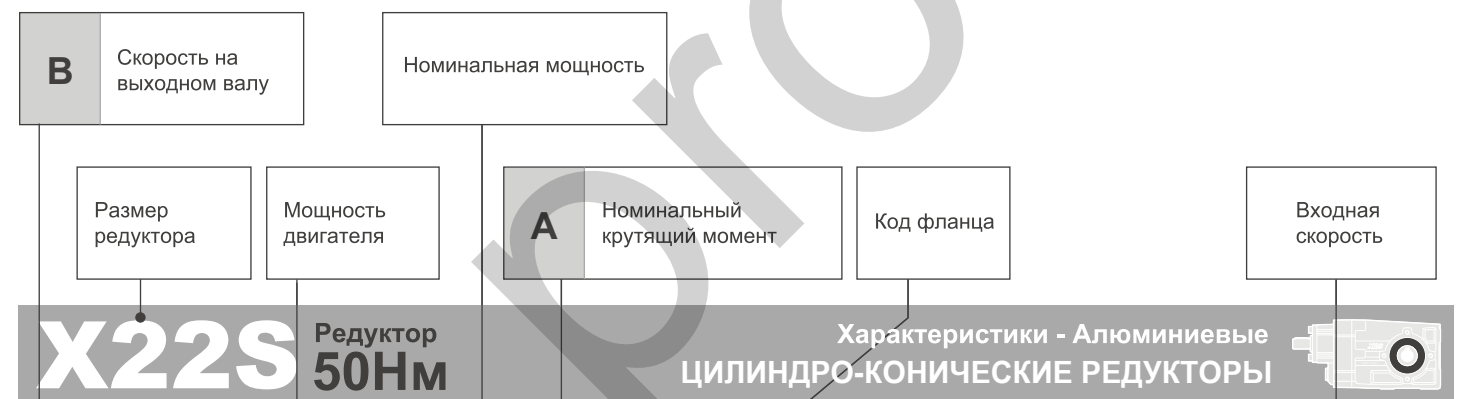 B
Скорость на
выходном валу
Номинальная мощность
Размер
редуктора
Мощность
двигателя
A
Номинальный
крутящий момент
Код фланца
Входная
скорость
X22S
Редуктор
50Нм
Характеристики - Алюминиевые
ЦИЛИНДРО-КОНИЧЕСКИЕ РЕДУКТОРЫ
pro